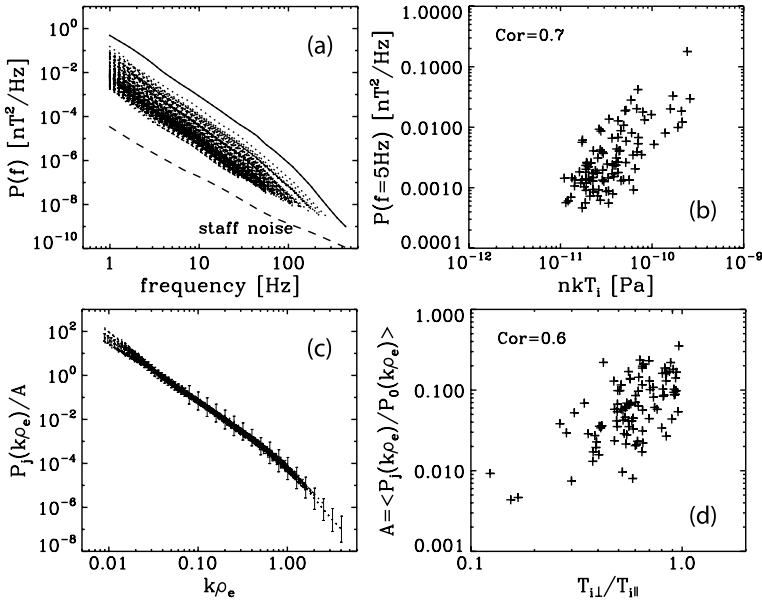 (a)
10⁰
10⁻²
10⁻⁴
10⁻⁶
10⁻⁸
10⁻¹⁰
P(f) [nT²/Hz]
staff noise
1
10
100
frequency [Hz]
Cor=0.7
(b)
1.0000
0.1000
0.0100
0.0010
0.0001
P(f=5Hz) [nT²/Hz]
10⁻¹²
10⁻¹¹
10⁻¹⁰
10⁻⁹
nkTᵢ [Pa]
(c)
10²
10⁰
10⁻²
10⁻⁴
10⁻⁶
10⁻⁸
Pⱼ(kρₑ)/A
0.01
0.10
1.00
kρₑ
Cor=0.6
(d)
1.000
0.100
0.010
0.001
A=<Pⱼ(kρₑ)/P₀(kρₑ)>
0.1
1.0
Tᵢ⊥/Tᵢ∥